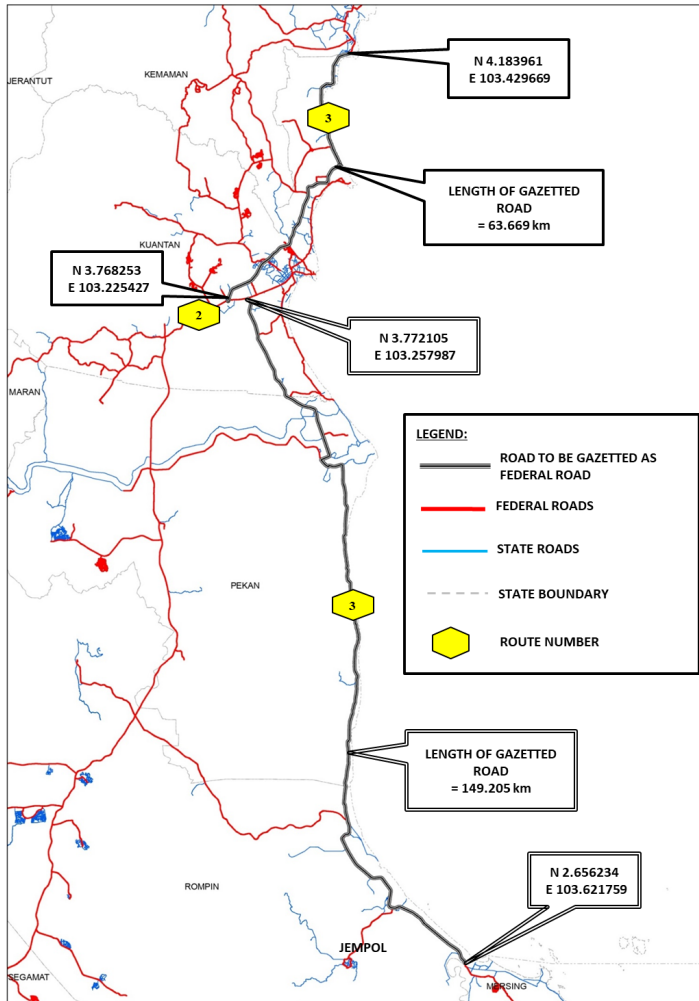 N 4.183961
E 103.429669
KEMAMAN
JERANTUT
3
LENGTH OF GAZETTED
ROAD
= 63.669 km
KUANTAN
N 3.768253
E 103.225427
2
N 3.772105
E 103.257987
MARAN
LEGEND:
ROAD TO BE GAZETTED AS
FEDERAL ROAD
FEDERAL ROADS
STATE ROADS
STATE BOUNDARY
ROUTE NUMBER
PEKAN
3
LENGTH OF GAZETTED
ROAD
= 149.205 km
N 2.656234
E 103.621759
ROMPIN
JEMPOL
SEGAMAT
MERSING